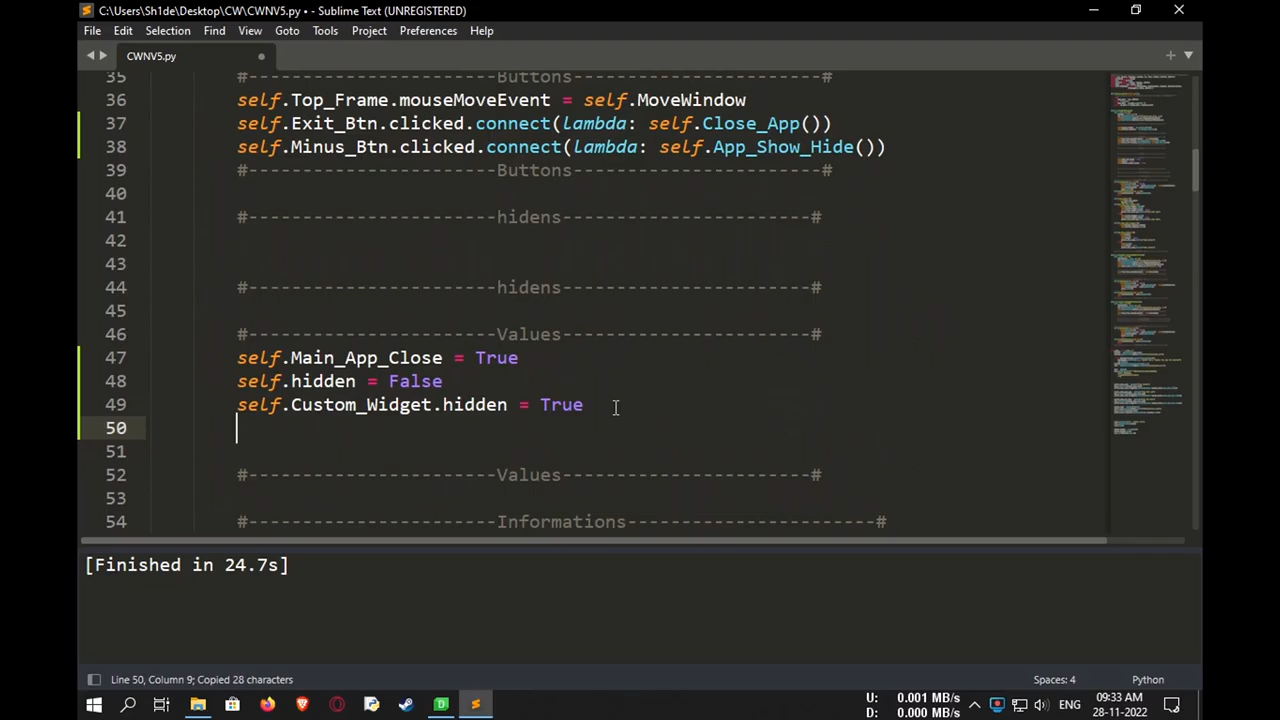 C:\Users\Sh1de\Desktop\CW\CWNV5.py • - Sublime Text (UNREGISTERED)
File Edit Selection Find View Goto Tools Project Preferences Help
CWNV5.py
35 #------------------------Buttons------------------------#
36 self.Top_Frame.mouseMoveEvent = self.MoveWindow
37 self.Exit_Btn.clicked.connect(lambda: self.Close_App())
38 self.Minus_Btn.clicked.connect(lambda: self.App_Show_Hide())
39 #-----------------------Buttons-----------------------#
40
41 #-----------------------hidens-----------------------#
42
43
44 #-----------------------hidens-----------------------#
45
46 #-----------------------Values-----------------------#
47 self.Main_App_Close = True
48 self.hidden = False
49 self.Custom_Widget.hidden = True
50
51
52 #-----------------------Values-----------------------#
53
54 #-----------------------Informations-----------------------#
[Finished in 24.7s]
Line 50, Column 9; Copied 28 characters Spaces: 4 Python
U: 0.001 MB/s
D: 0.000 MB/s
ENG
09:33 AM
28-11-2022